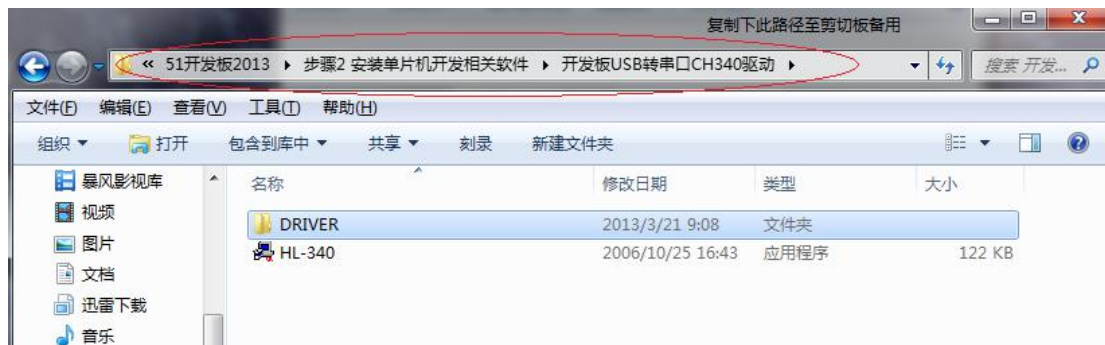 复制下此路径至剪切板备用
« 51开发板2013 ▸ 步骤2 安装单片机开发相关软件 ▸ 开发板USB转串口CH340驱动 ▸ 搜索 开发...
文件(F) 编辑(E) 查看(V) 工具(T) 帮助(H)
组织 打开 包含到库中 共享 刻录 新建文件夹
暴风影视库 名称 修改日期 类型 大小
视频 DRIVER 2013/3/21 9:08 文件夹
图片 HL-340 2006/10/25 16:43 应用程序 122 KB
文档
迅雷下载
音乐